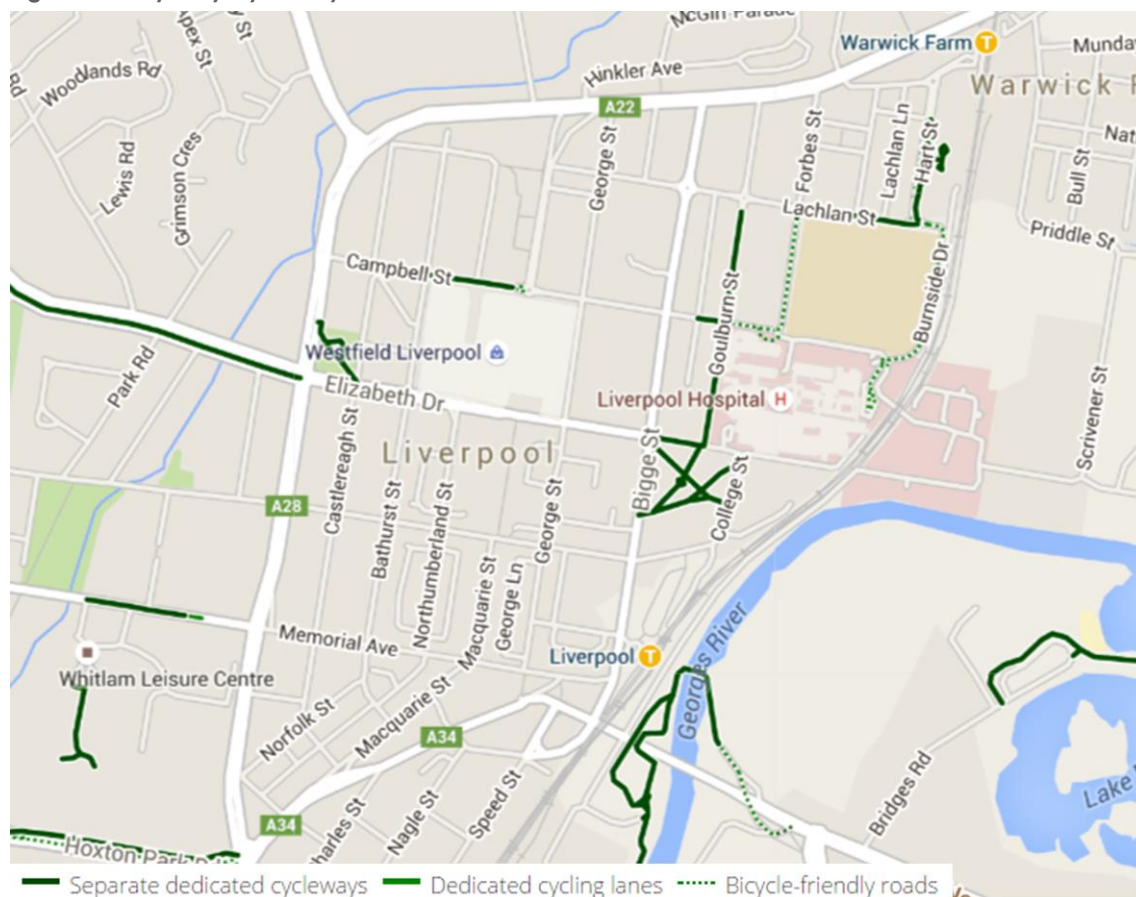 McGirr Parade
Warwick Farm T
Munda
Warwick F
Hinkler Ave
Apex St
Woodlands Rd
Rd
A22
George St
Forbes St
Lachlan Ln
Hart St
Nat
Bull St
Lewis Rd
Grimson Cres
Lachlan St
Priddle St
Burnside Dr
Campbell St
Goulburn St
Westfield Liverpool
Park Rd
Elizabeth Dr
Liverpool Hospital H
Scrivener St
Liverpool
Castlereagh St
Bigge St
College St
A28
Bathurst St
Northumberland St
George St
Macquarie St
George Ln
Georges River
Memorial Ave
Liverpool T
Whitlam Leisure Centre
Norfolk St
Macquarie St
A34
Bridges Rd
Speed St
Lake
A34
Charles St
Nagle St
Hoxton Park
Separate dedicated cycleways
Dedicated cycling lanes
Bicycle-friendly roads